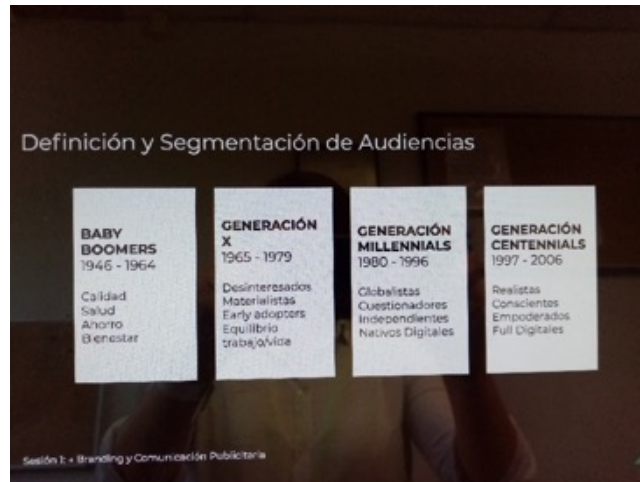 Definición y Segmentación de Audiencias
BABY
BOOMERS
1946 - 1964
Calidad
Salud
Ahorro
Bienestar
GENERACIÓN
X
1965 - 1979
Desinteresados
Materialistas
Early adopters
Equilibrio
trabajo/vida
GENERACIÓN
MILLENNIALS
1980 - 1996
Globalistas
Cuestionadores
Independientes
Nativos Digitales
GENERACIÓN
CENTENNIALS
1997 - 2006
Realistas
Conscientes
Empoderados
Full Digitales
Sesión 1: + Branding y Comunicación Publicitaria